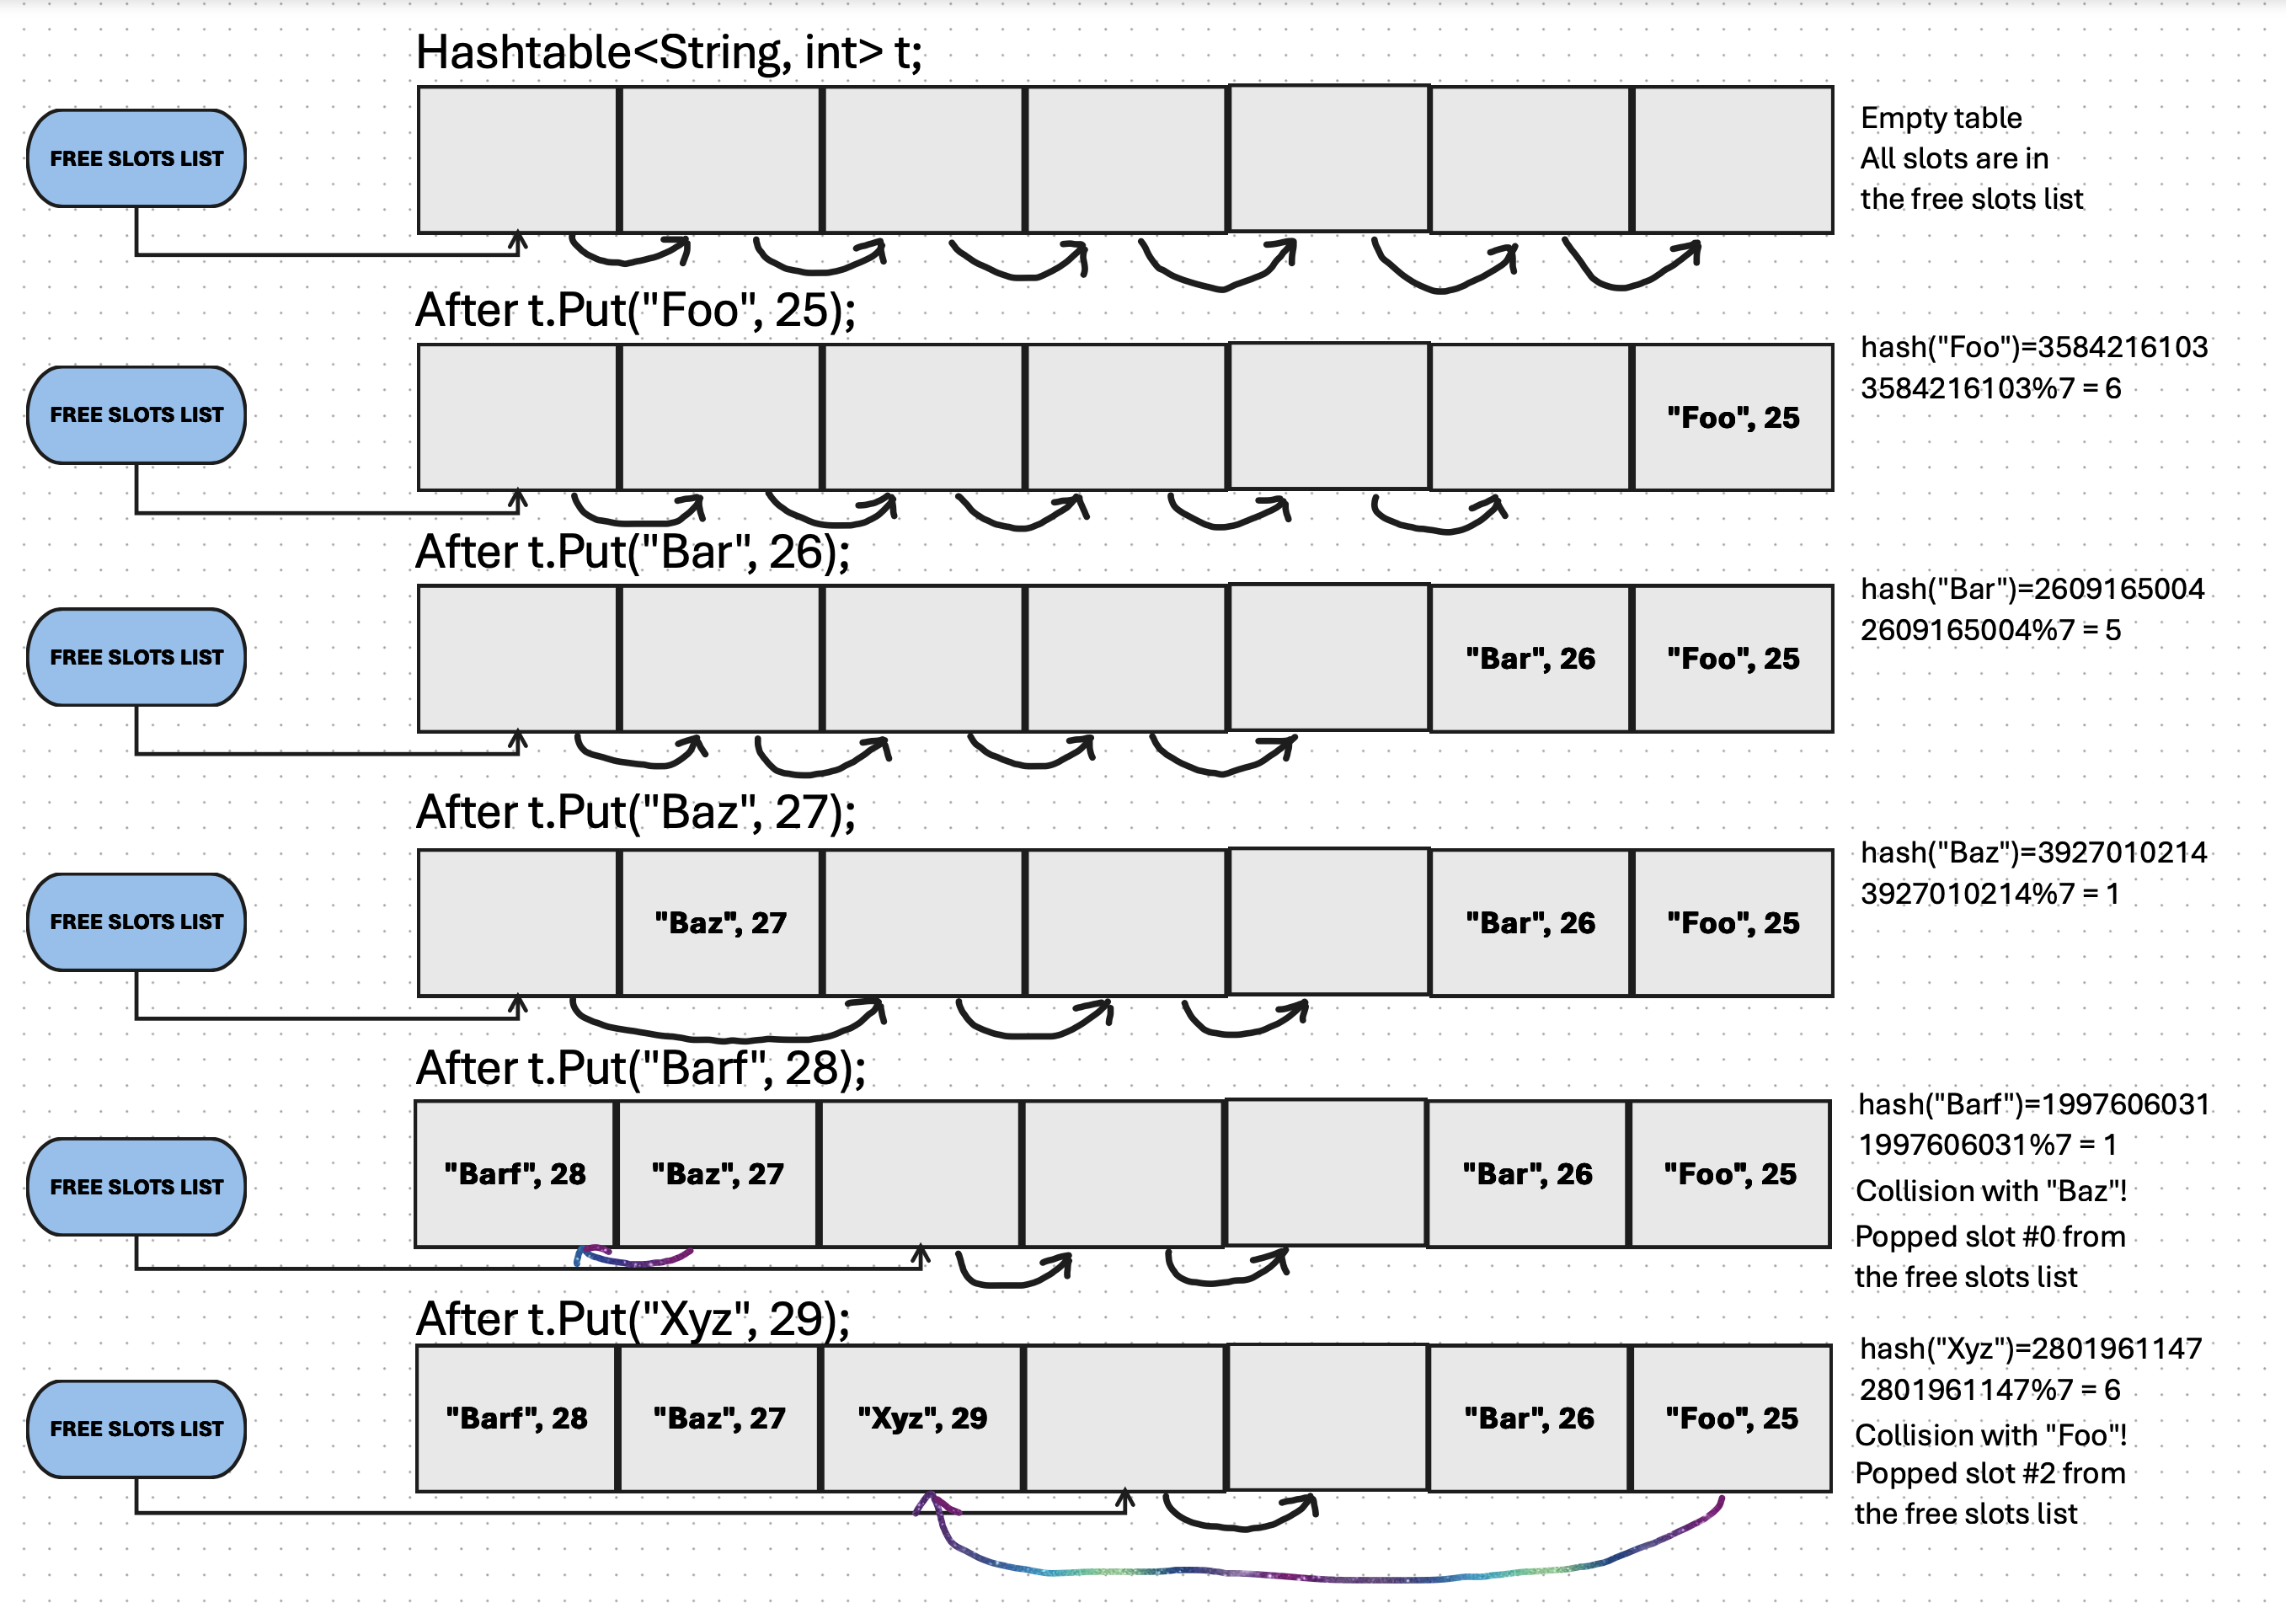 Hashtable<String, int> t;
FREE SLOTS LIST
Empty table
All slots are in
the free slots list
After t.Put("Foo", 25);
FREE SLOTS LIST
"Foo", 25
hash("Foo")=3584216103
3584216103%7 = 6
After t.Put("Bar", 26);
FREE SLOTS LIST
"Bar", 26
"Foo", 25
hash("Bar")=2609165004
2609165004%7 = 5
After t.Put("Baz", 27);
FREE SLOTS LIST
"Baz", 27
"Bar", 26
"Foo", 25
hash("Baz")=3927010214
3927010214%7 = 1
After t.Put("Barf", 28);
FREE SLOTS LIST
"Barf", 28
"Baz", 27
"Bar", 26
"Foo", 25
hash("Barf")=1997606031
1997606031%7 = 1
Collision with "Baz"!
Popped slot #0 from
the free slots list
After t.Put("Xyz", 29);
FREE SLOTS LIST
"Barf", 28
"Baz", 27
"Xyz", 29
"Bar", 26
"Foo", 25
hash("Xyz")=2801961147
2801961147%7 = 6
Collision with "Foo"!
Popped slot #2 from
the free slots list